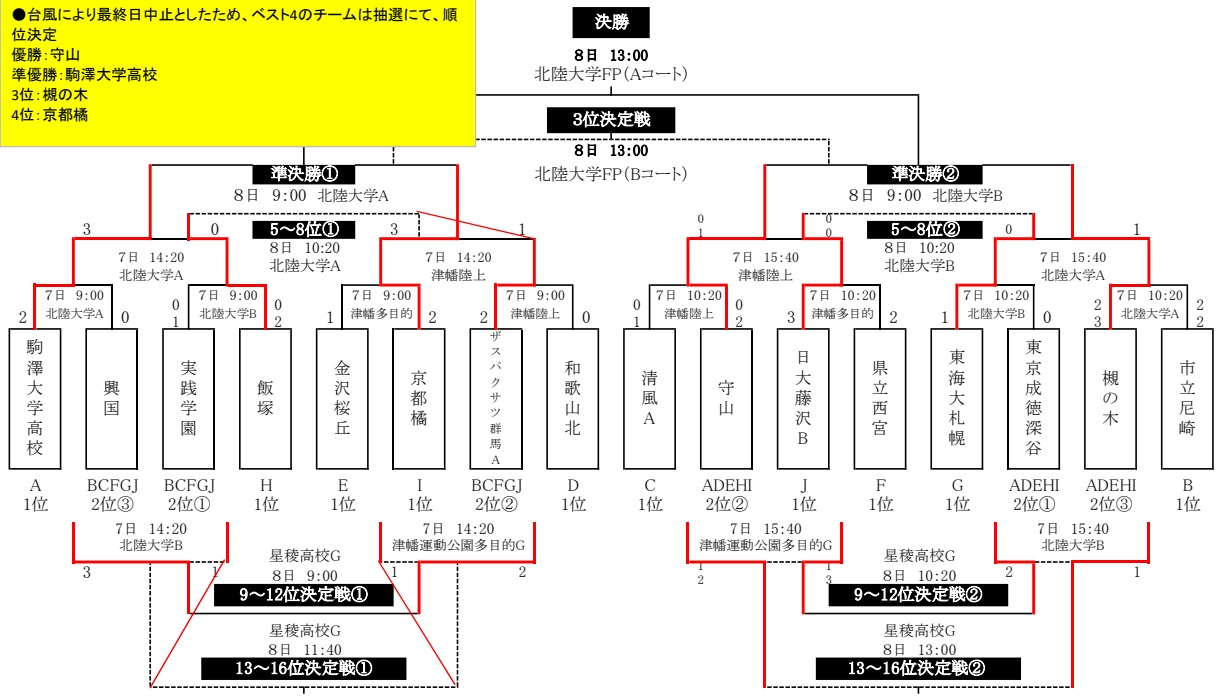 ●台風により最終日中止としたため、ベスト4のチームは抽選にて、順
位決定
優勝：守山
準優勝：駒澤大学高校
3位：槻の木
4位：京都橘
決勝
8日 13:00
北陸大学FP(Aコート)
3位決定戦
8日 13:00
北陸大学FP(Bコート)
準決勝①
8日 9:00 北陸大学A
準決勝②
8日 9:00 北陸大学B
3
0
5～8位①
8日 10:20
北陸大学A
3
1
0
1
0
0
5～8位②
8日 10:20
北陸大学B
0
1
7日 14:20
北陸大学A
7日 14:20
津幡陸上
7日 15:40
津幡陸上
7日 15:40
北陸大学A
7日 9:00
北陸大学A
7日 9:00
北陸大学B
7日 9:00
津幡多目的
7日 9:00
津幡陸上
7日 10:20
津幡陸上
7日 10:20
津幡多目的
7日 10:20
北陸大学B
7日 10:20
北陸大学A
2
0
0
1
0
2
1
2
2
0
0
1
0
2
3
2
1
0
2
3
2
2
駒澤大学高校
興国
実践学園
飯塚
金沢桜丘
京都橘
ザスパクサツ群馬A
和歌山北
清風A
守山
日大藤沢B
県立西宮
東海大札幌
東京成徳深谷
槻の木
市立尼崎
A
1位
BCFGJ
2位③
BCFGJ
2位①
H
1位
E
1位
I
1位
BCFGJ
2位②
D
1位
C
1位
ADEHI
2位②
J
1位
F
1位
G
1位
ADEHI
2位①
ADEHI
2位③
B
1位
7日 14:20
北陸大学B
7日 14:20
津幡運動公園多目的G
7日 15:40
津幡運動公園多目的G
7日 15:40
北陸大学B
3
1
1
2
1
2
1
3
2
1
星稜高校G
8日 9:00
9～12位決定戦①
星稜高校G
8日 10:20
9～12位決定戦②
星稜高校G
8日 11:40
13～16位決定戦①
星稜高校G
8日 13:00
13～16位決定戦②